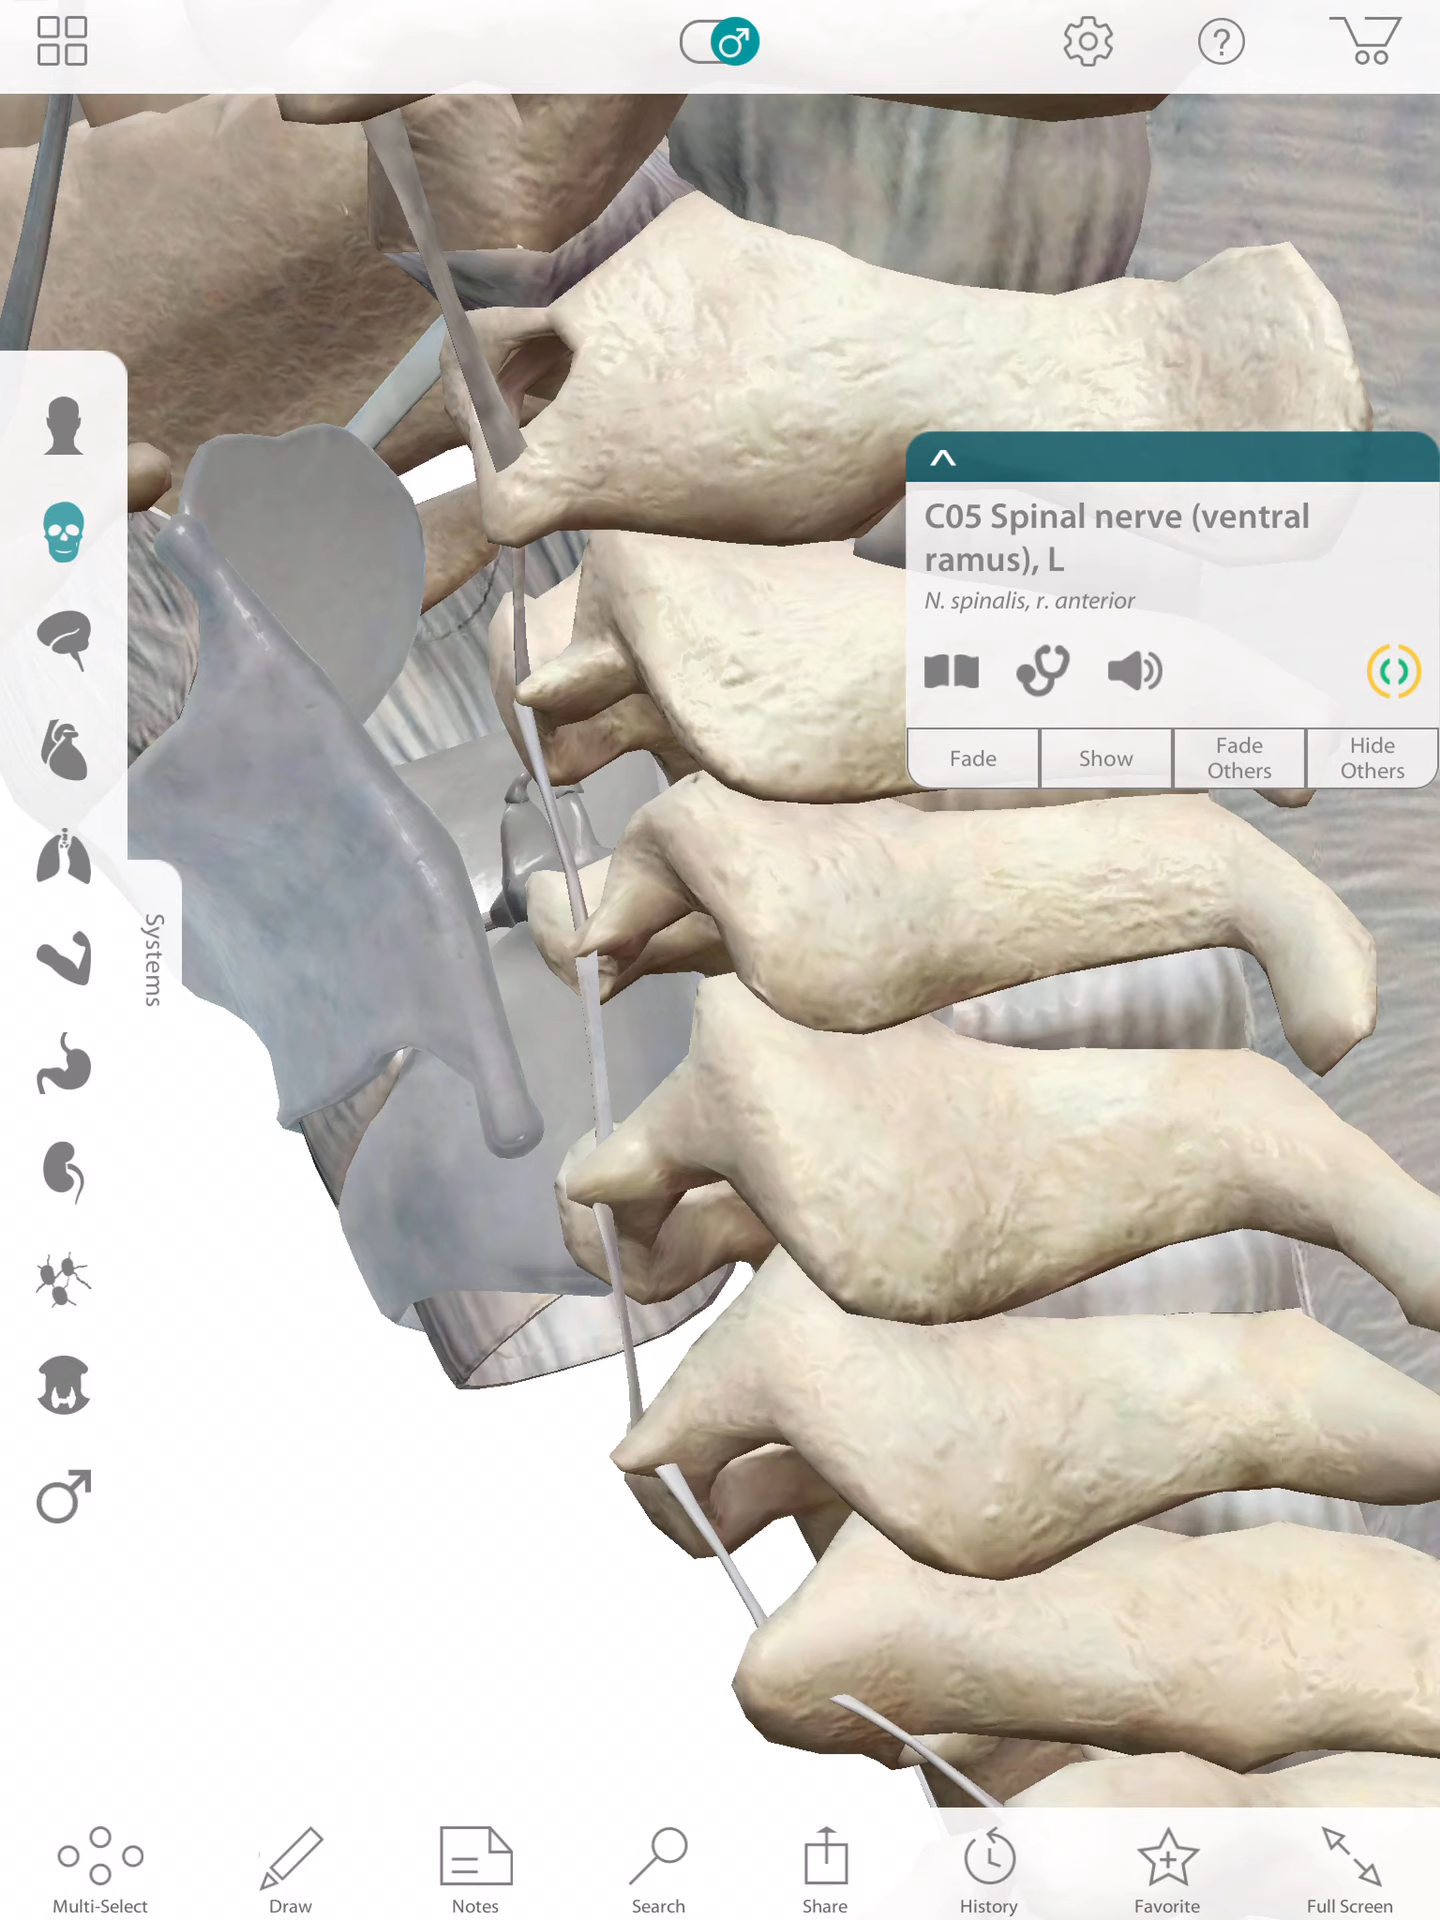 C05 Spinal nerve (ventral
ramus), L
N. spinalis, r. anterior
Fade
Show
Fade
Others
Hide
Others
Systems
Multi-Select
Draw
Notes
Search
Share
History
Favorite
Full Screen